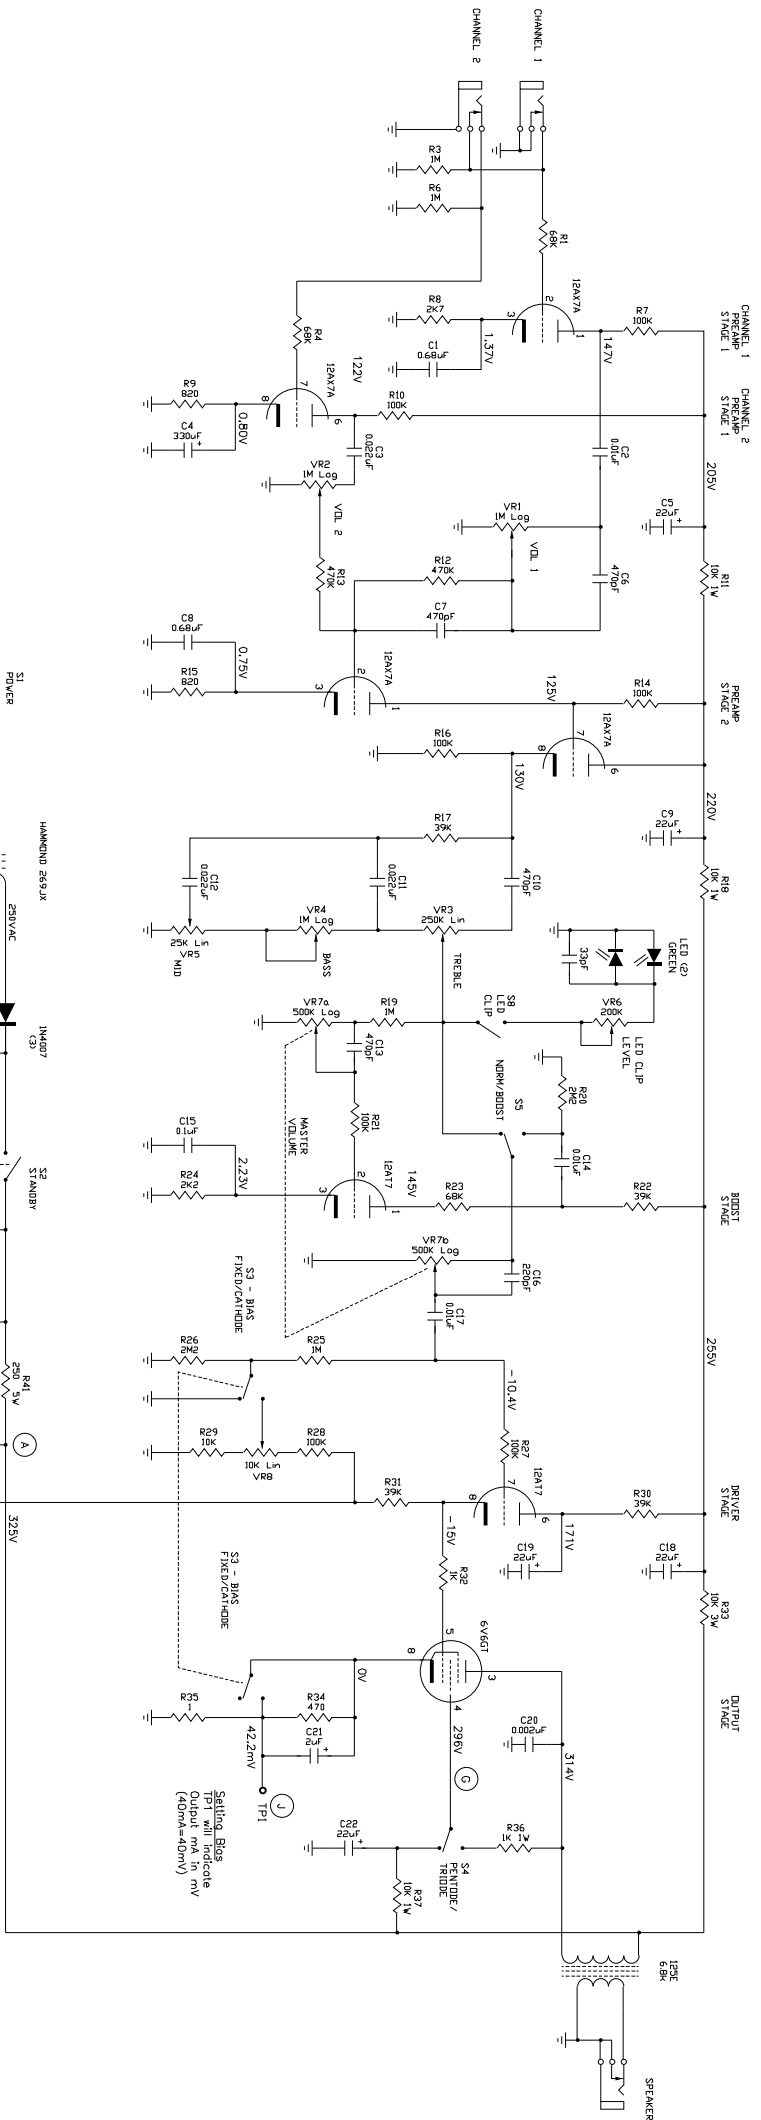 CHANNEL 1
CHANNEL 2
R3
1M
R6
1M
R1
68K
12AX7A
2
3
1
R8
2K7
C1
0.68uF
1.37V
147V
R7
100K
CHANNEL 1
PREAMP
STAGE 1
R4
68K
12AX7A
7
8
6
122V
R9
820
C4
330uF
+
0.80V
R10
100K
CHANNEL 2
PREAMP
STAGE 1
C3
0.022uF
C2
0.01uF
205V
VR2
1M Log
VOL 2
VR1
1M Log
VOL 1
C5
22uF
+
R13
470K
R12
470K
C7
470pF
C6
470pF
R11
10K 1W
C8
0.68uF
R15
820
0.75V
12AX7A
2
3
1
125V
R14
100K
PREAMP
STAGE 2
12AX7A
7
8
6
R16
100K
130V
220V
C9
22uF
+
R17
39K
C10
470pF
R18
10K 1W
C12
0.022uF
C11
0.022uF
25K Lin
VR5
MID
VR4
1M Log
BASS
VR3
250K Lin
TREBLE
33pF
LED (2)
GREEN
VR7a
500K Log
R19
1M
C13
470pF
S8
LED
CLIP
VR6
200K
LED CLIP
LEVEL
NORM/BOOST
S5
R20
2M2
MASTER
VOLUME
R21
100K
C14
0.01uF
C15
0.1uF
R24
2K2
2.23V
12AT7
2
3
1
145V
R23
68K
R22
39K
BOOST
STAGE
VR7b
500K Log
C16
220pF
C17
0.01uF
S3 - BIAS
FIXED/CATHODE
255V
R26
2M2
R25
1M
-10.4V
R29
10K
10K Lin
VR8
R28
100K
R27
100K
R31
39K
12AT7
7
8
6
R30
39K
DRIVER
STAGE
-15V
171V
C19
22uF
+
C18
22uF
+
S3 - BIAS
FIXED/CATHODE
R32
1K
R33
10K 3W
6V6GT
5
8
3
4
0V
R35
1
R34
470
C21
2uF
+
42.2mV
296V
C20
0.002uF
314V
OUTPUT
STAGE
TP1
J
G
Setting Bias
TP1 will indicate
Output mA in mV
(40mA=40mV)
C22
22uF
+
R37
10K 1W
S4
PENTODE/
TRIODE
R36
1K 1W
125E
6.8K
SPEAKER
S1
POWER
HAMMOND 269JX
250VAC
1N4007
(3)
S2
STANDBY
R41
250 5W
A
325V